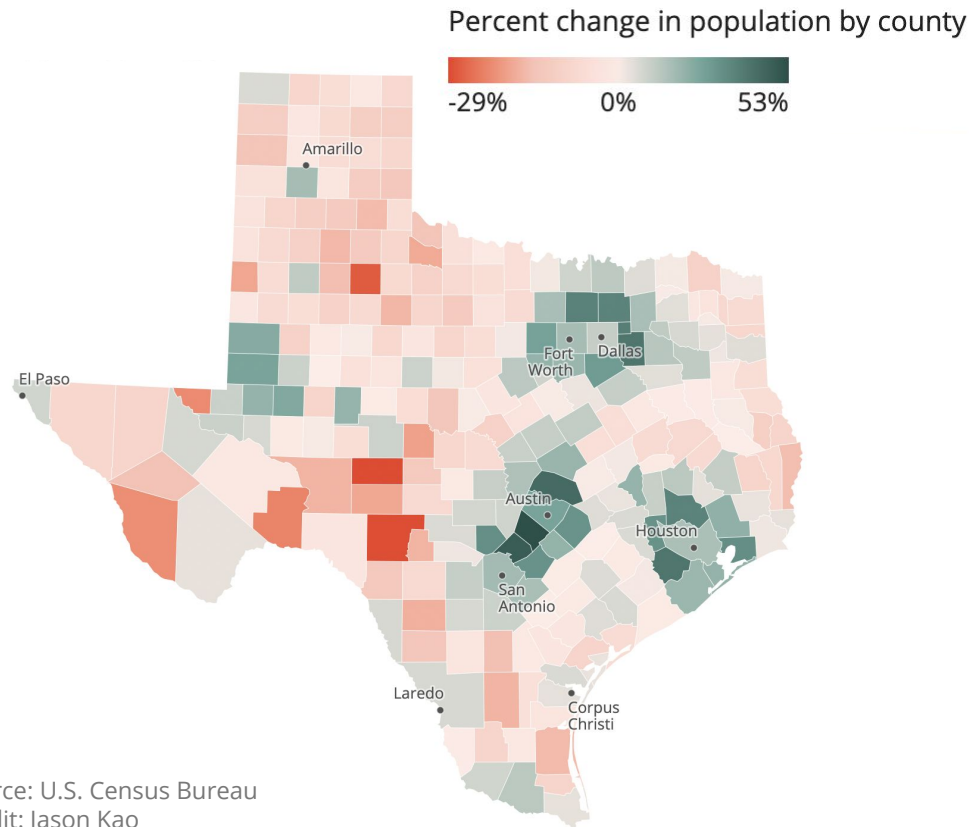 Percent change in population by county
-29% 0% 53%
Amarillo
El Paso
Fort
Worth
Dallas
Austin
Houston
San
Antonio
Laredo
Corpus
Christi
rce: U.S. Census Bureau
dit: Jason Kao